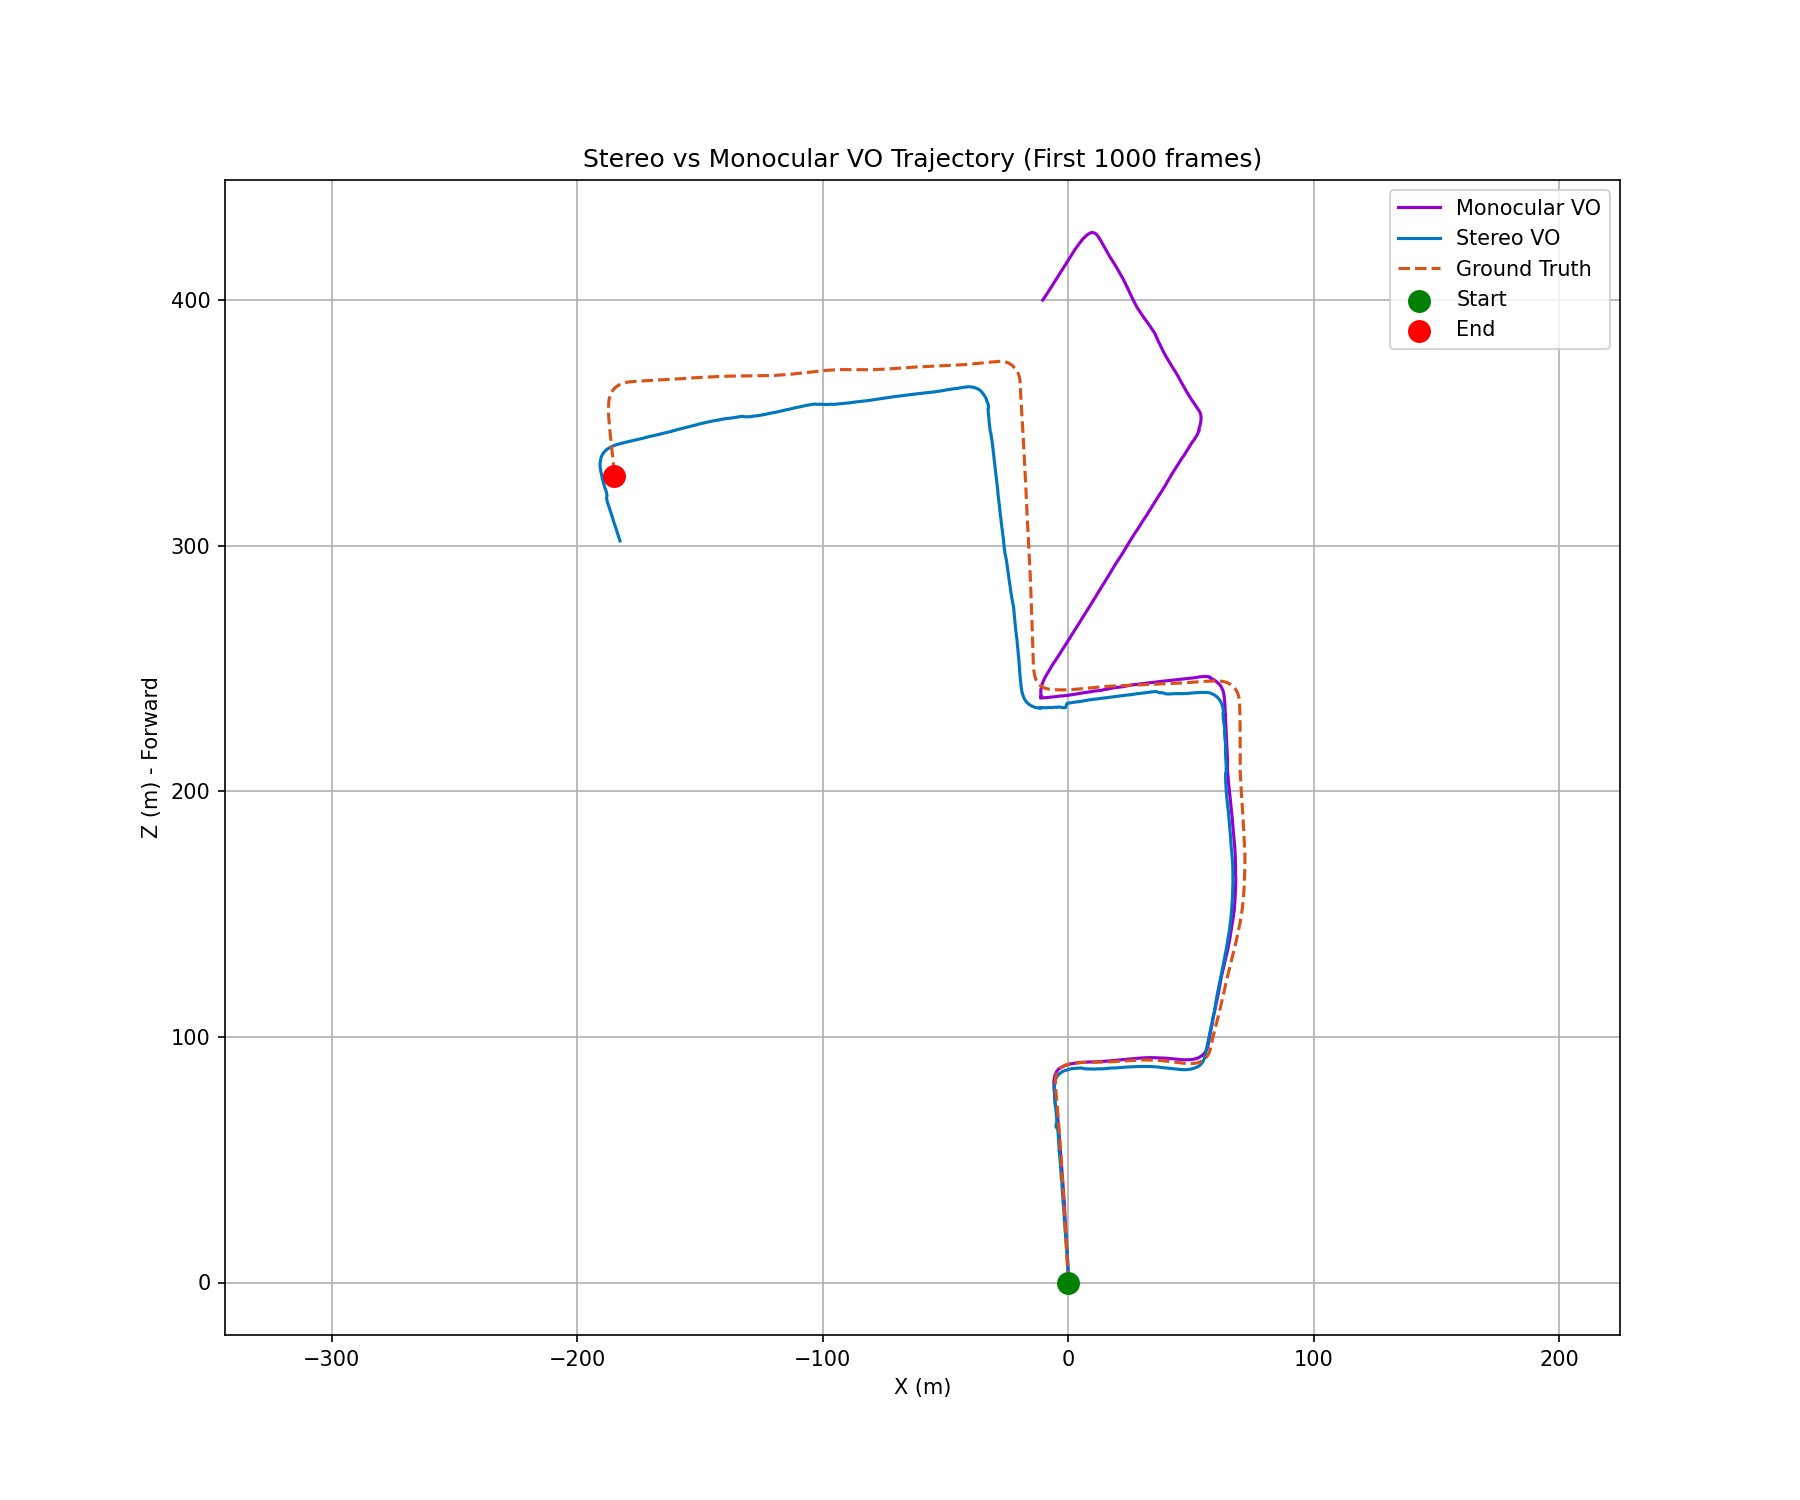 Stereo vs Monocular VO Trajectory (First 1000 frames)
Monocular VO
Stereo VO
Ground Truth
Start
End
400
300
200
100
0
Z (m) - Forward
−300
−200
−100
0
100
200
X (m)